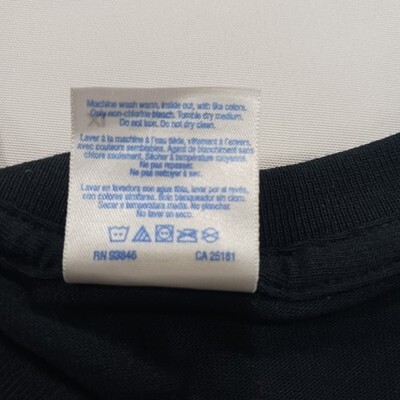 Machine wash warm, inside out, with like colors.
Only non-chlorine bleach. Tumble dry medium.
Do not iron. Do not dry clean.
Laver à la machine à l'eau tiède, vêtement à l'envers,
avec couleurs semblables. Agent de blanchiment sans
chlore seulement. Sécher à température moyenne.
Ne pas repasser.
Ne pas nettoyer à sec.
Lavar en lavadora con agua tibia, lavar por el revés,
con colores similares. Solo blanqueador sin cloro.
Secar a temperatura media. No planchar.
No lavar en seco.
RN 93846 CA 25181